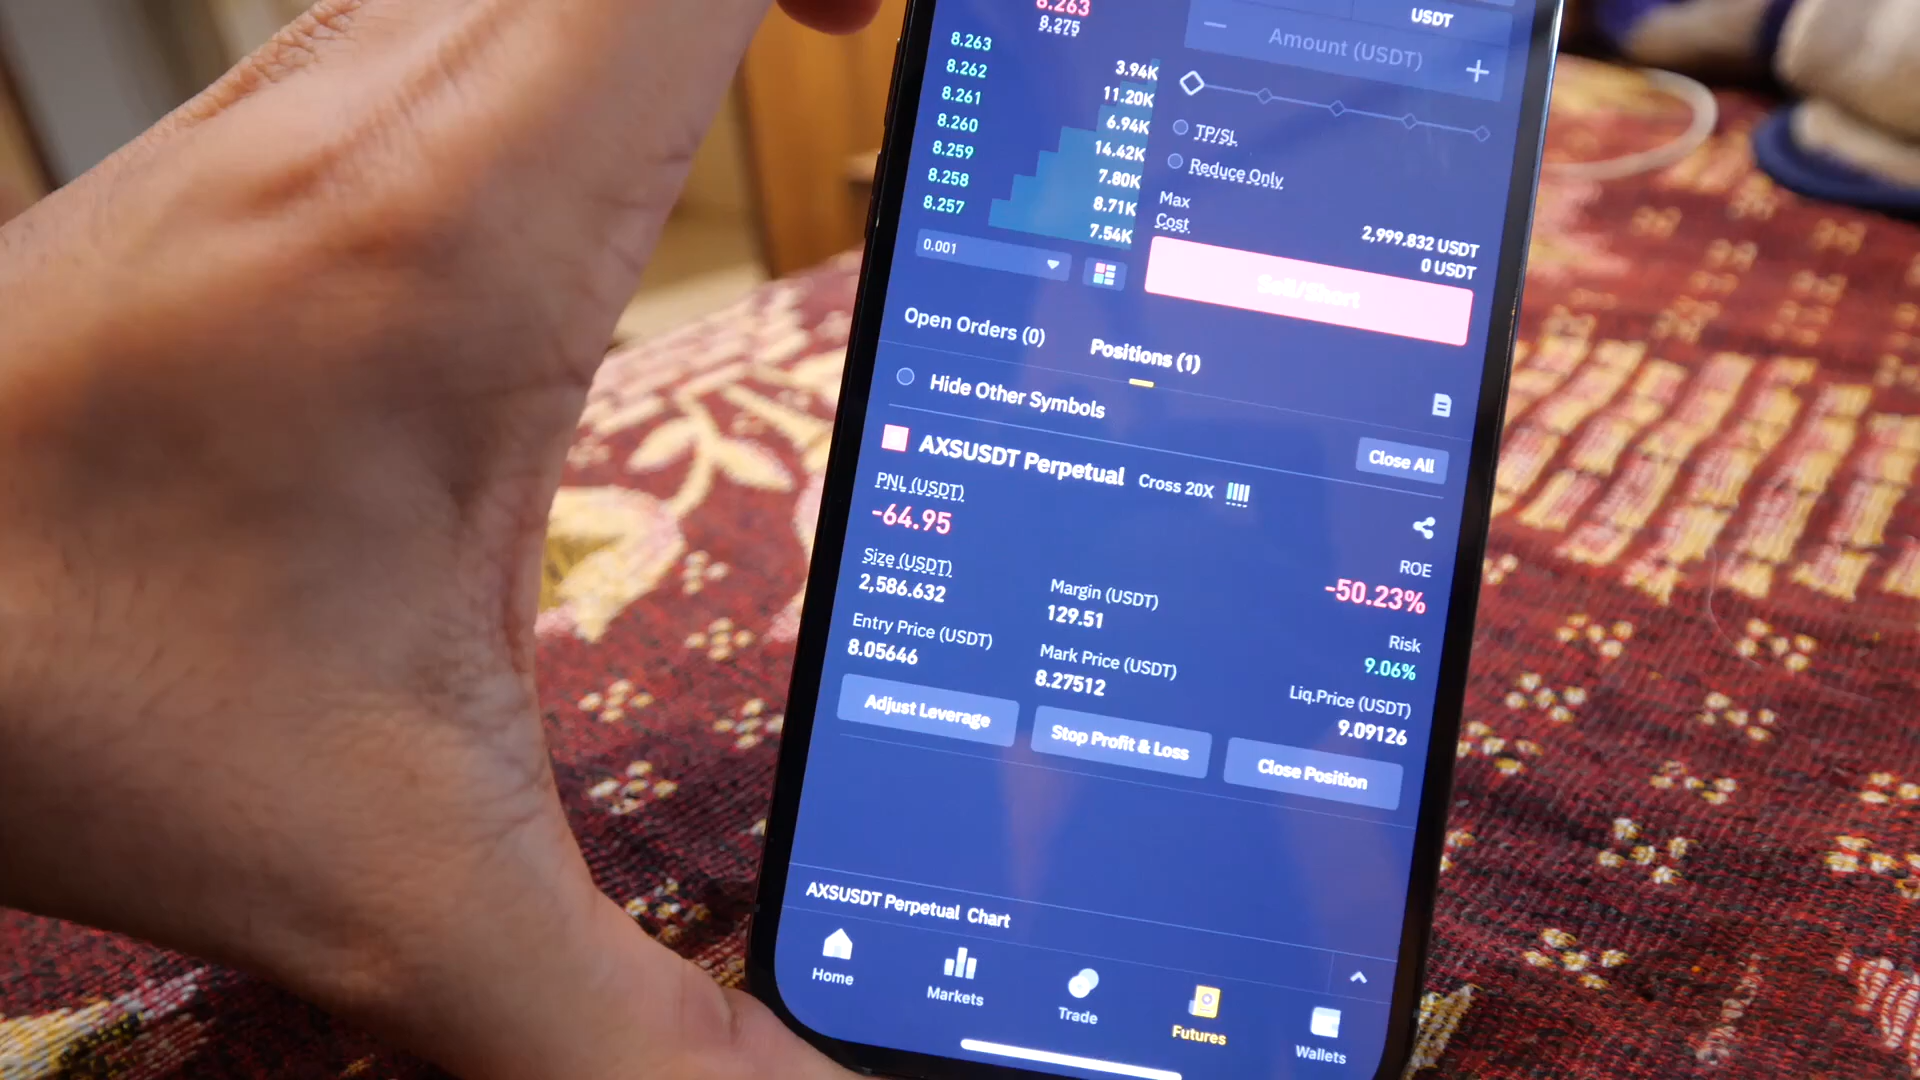 8.263
8.275
USDT
Amount (USDT)
8.263
8.262 3.94K
8.261 11.20K
8.260 6.94K
8.259 14.42K
8.258 7.80K
8.257 8.71K
7.54K
0.001
TP/SL
Reduce Only
Max 2,999.832 USDT
Cost 0 USDT
Sell/Short
Open Orders (0)
Positions (1)
Hide Other Symbols
Close All
AXSUSDT Perpetual Cross 20X
PNL (USDT)
-64.95
ROE
-50.23%
Size (USDT)
2,586.632
Margin (USDT)
129.51
Risk
9.06%
Entry Price (USDT)
8.05646
Mark Price (USDT)
8.27512
Liq.Price (USDT)
9.09126
Adjust Leverage
Stop Profit & Loss
Close Position
AXSUSDT Perpetual Chart
Home
Markets
Trade
Futures
Wallets